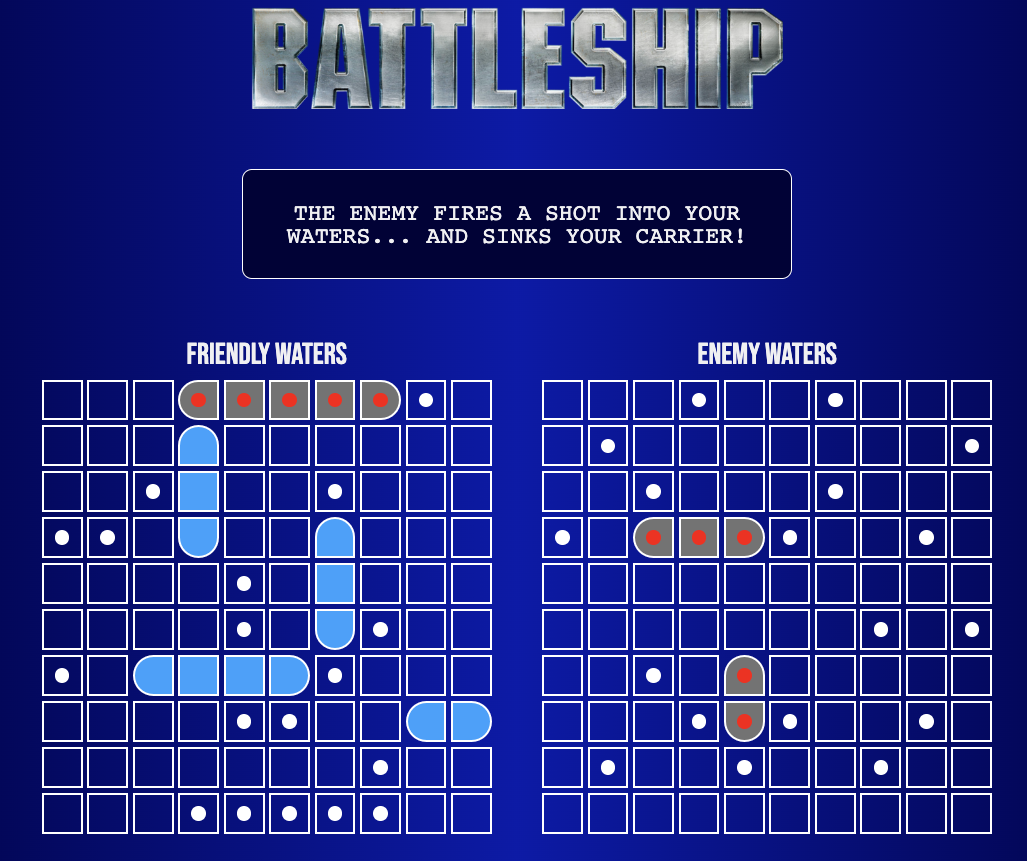 BATTLESHIP
THE ENEMY FIRES A SHOT INTO YOUR
WATERS... AND SINKS YOUR CARRIER!
FRIENDLY WATERS
ENEMY WATERS